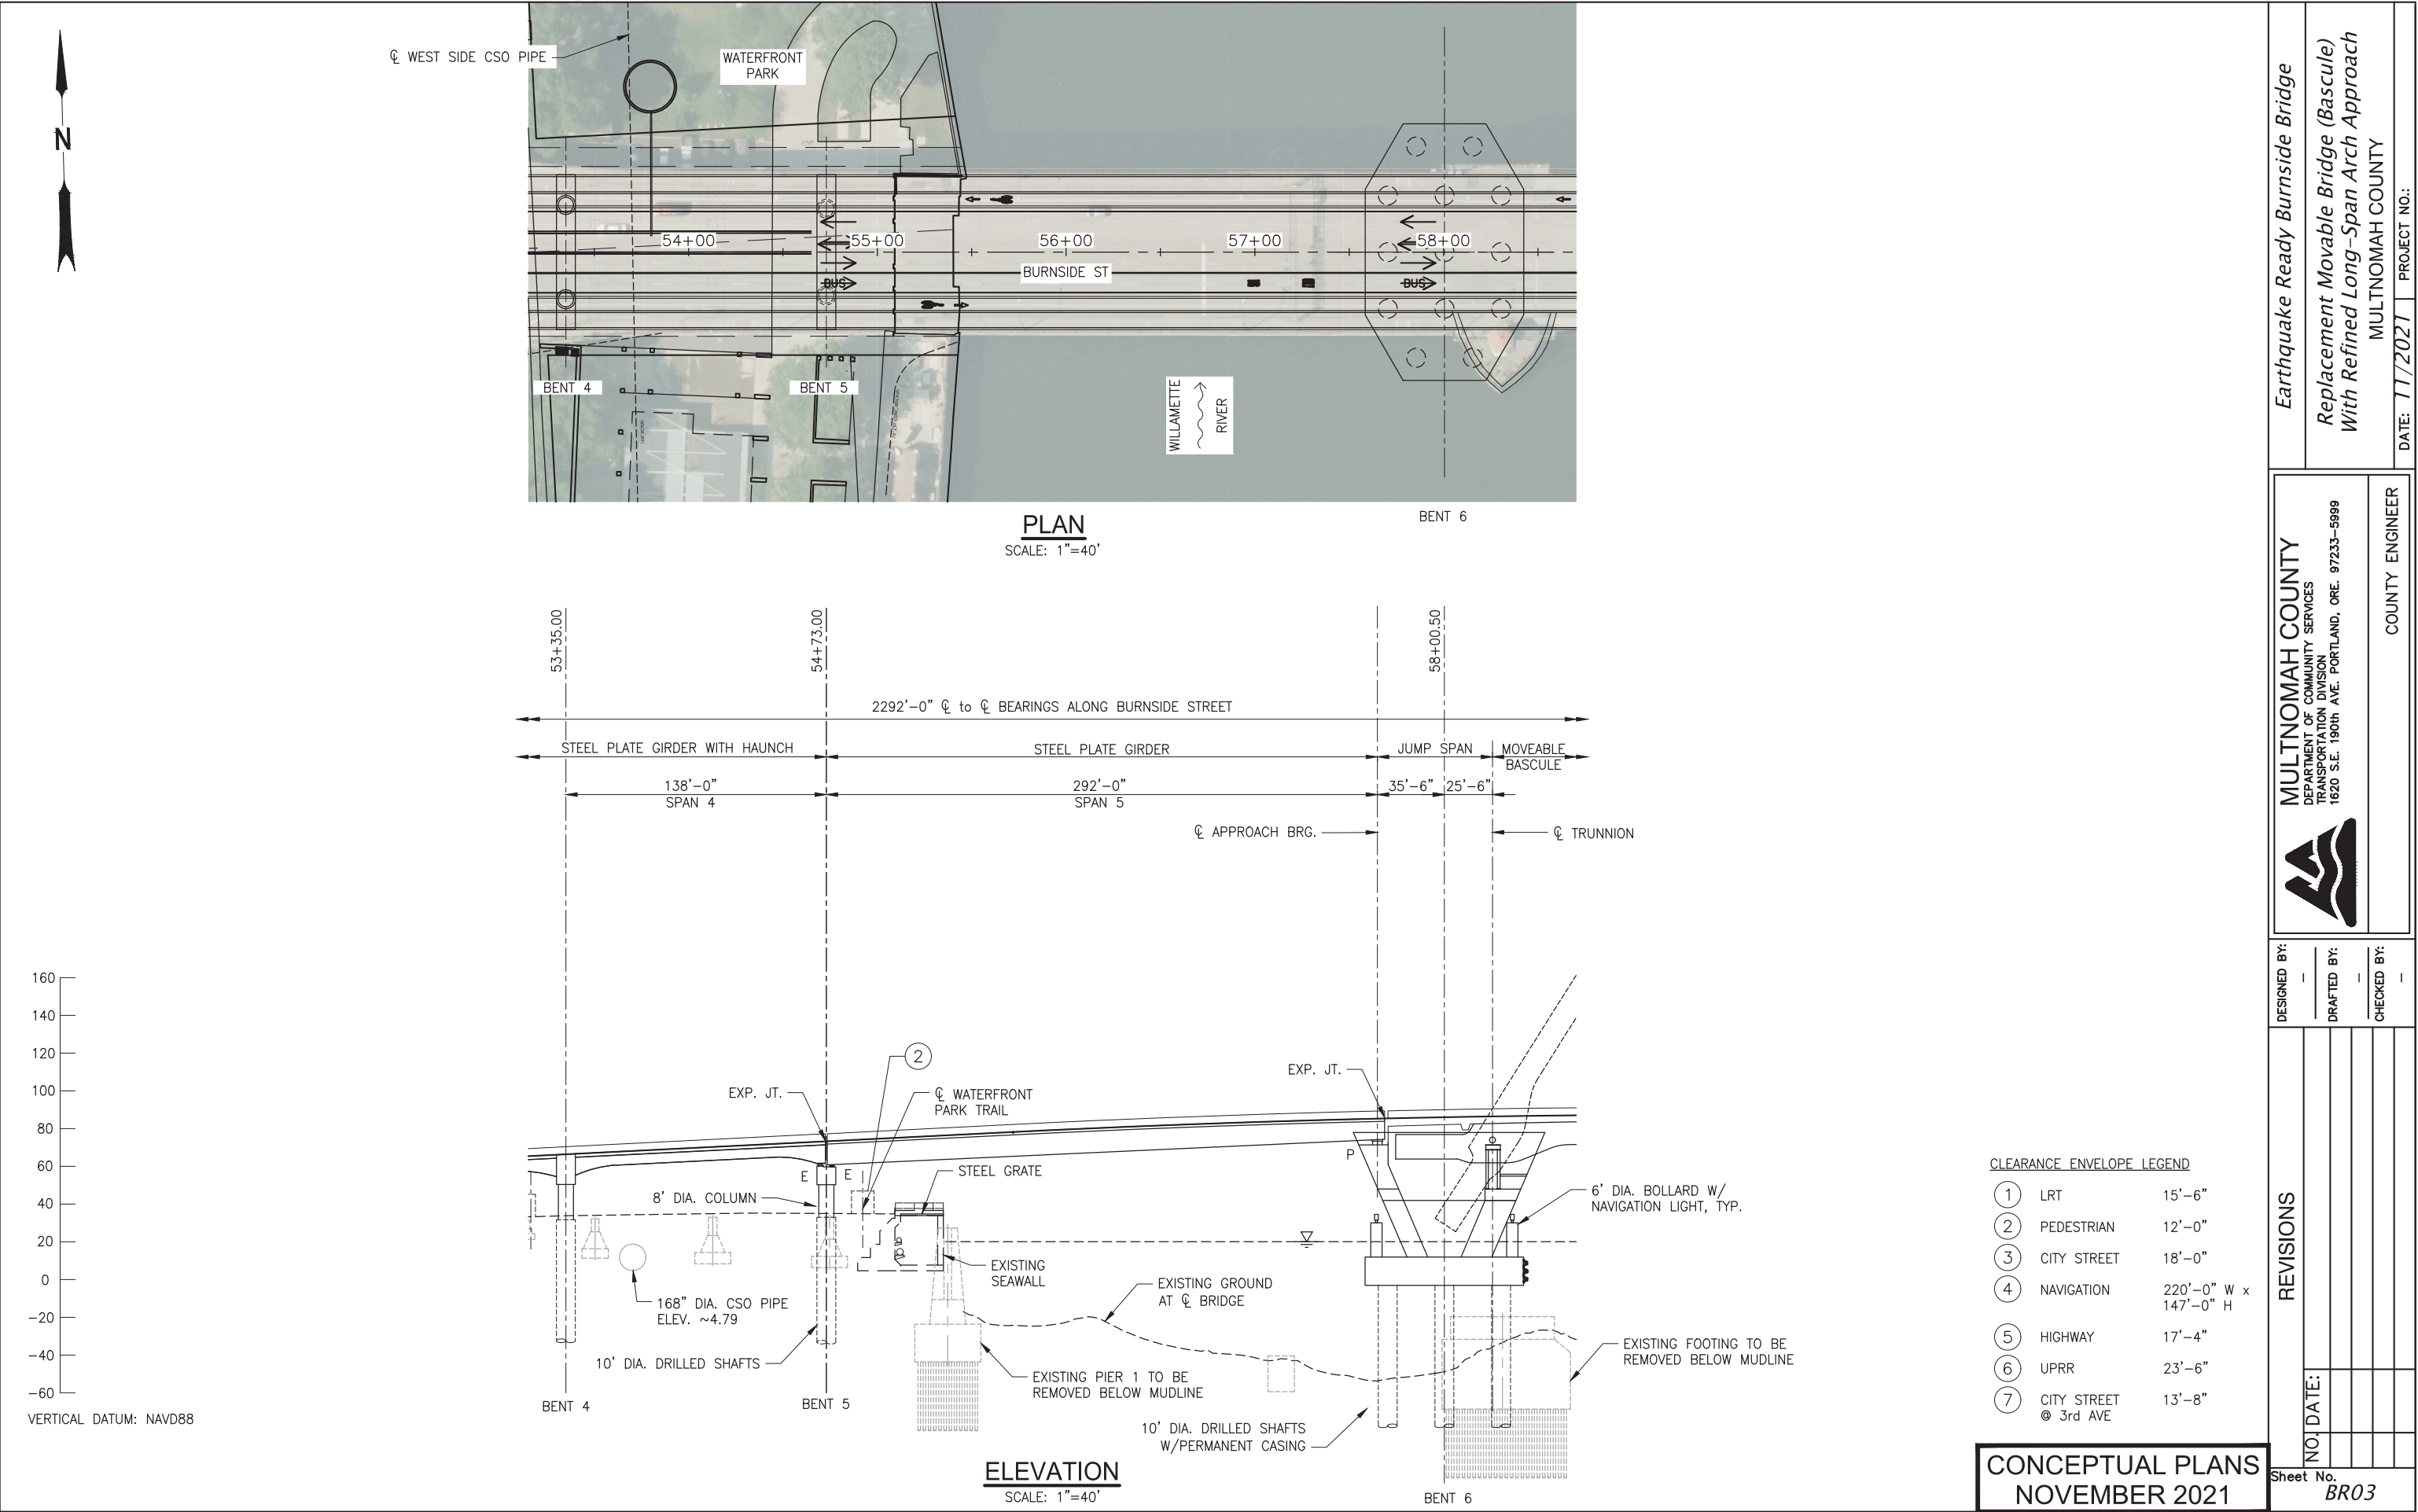 ℄ WEST SIDE CSO PIPE
WATERFRONT
PARK
N
54+00
55+00
56+00
57+00
58+00
BURNSIDE ST
BUS
BUS
BENT 4
BENT 5
WILLAMETTE
RIVER
BENT 6
PLAN
SCALE: 1"=40'
53+35.00
54+73.00
58+00.50
2292'-0" ℄ to ℄ BEARINGS ALONG BURNSIDE STREET
STEEL PLATE GIRDER WITH HAUNCH
STEEL PLATE GIRDER
JUMP SPAN
MOVEABLE
BASCULE
138'-0"
SPAN 4
292'-0"
SPAN 5
35'-6"
25'-6"
℄ APPROACH BRG.
℄ TRUNNION
160
140
120
100
80
60
40
20
0
-20
-40
-60
VERTICAL DATUM: NAVD88
2
EXP. JT.
℄ WATERFRONT
PARK TRAIL
EXP. JT.
P
E
E
STEEL GRATE
8' DIA. COLUMN
6' DIA. BOLLARD W/
NAVIGATION LIGHT, TYP.
EXISTING
SEAWALL
EXISTING GROUND
AT ℄ BRIDGE
168" DIA. CSO PIPE
ELEV. ~4.79
10' DIA. DRILLED SHAFTS
EXISTING PIER 1 TO BE
REMOVED BELOW MUDLINE
EXISTING FOOTING TO BE
REMOVED BELOW MUDLINE
10' DIA. DRILLED SHAFTS
W/PERMANENT CASING
BENT 4
BENT 5
BENT 6
ELEVATION
SCALE: 1"=40'
CLEARANCE ENVELOPE LEGEND
1 LRT 15'-6"
2 PEDESTRIAN 12'-0"
3 CITY STREET 18'-0"
4 NAVIGATION 220'-0" W x
147'-0" H
5 HIGHWAY 17'-4"
6 UPRR 23'-6"
7 CITY STREET 13'-8"
@ 3rd AVE
CONCEPTUAL PLANS
NOVEMBER 2021
Earthquake Ready Burnside Bridge
Replacement Movable Bridge (Bascule)
With Refined Long-Span Arch Approach
MULTNOMAH COUNTY
DATE: 11/2021
PROJECT NO.:
MULTNOMAH COUNTY
DEPARTMENT OF COMMUNITY SERVICES
TRANSPORTATION DIVISION
1620 S.E. 190th AVE. PORTLAND, ORE. 97233-5999
COUNTY ENGINEER
DESIGNED BY:
-
DRAFTED BY:
-
CHECKED BY:
-
REVISIONS
NO. DATE:
Sheet No.
BR03